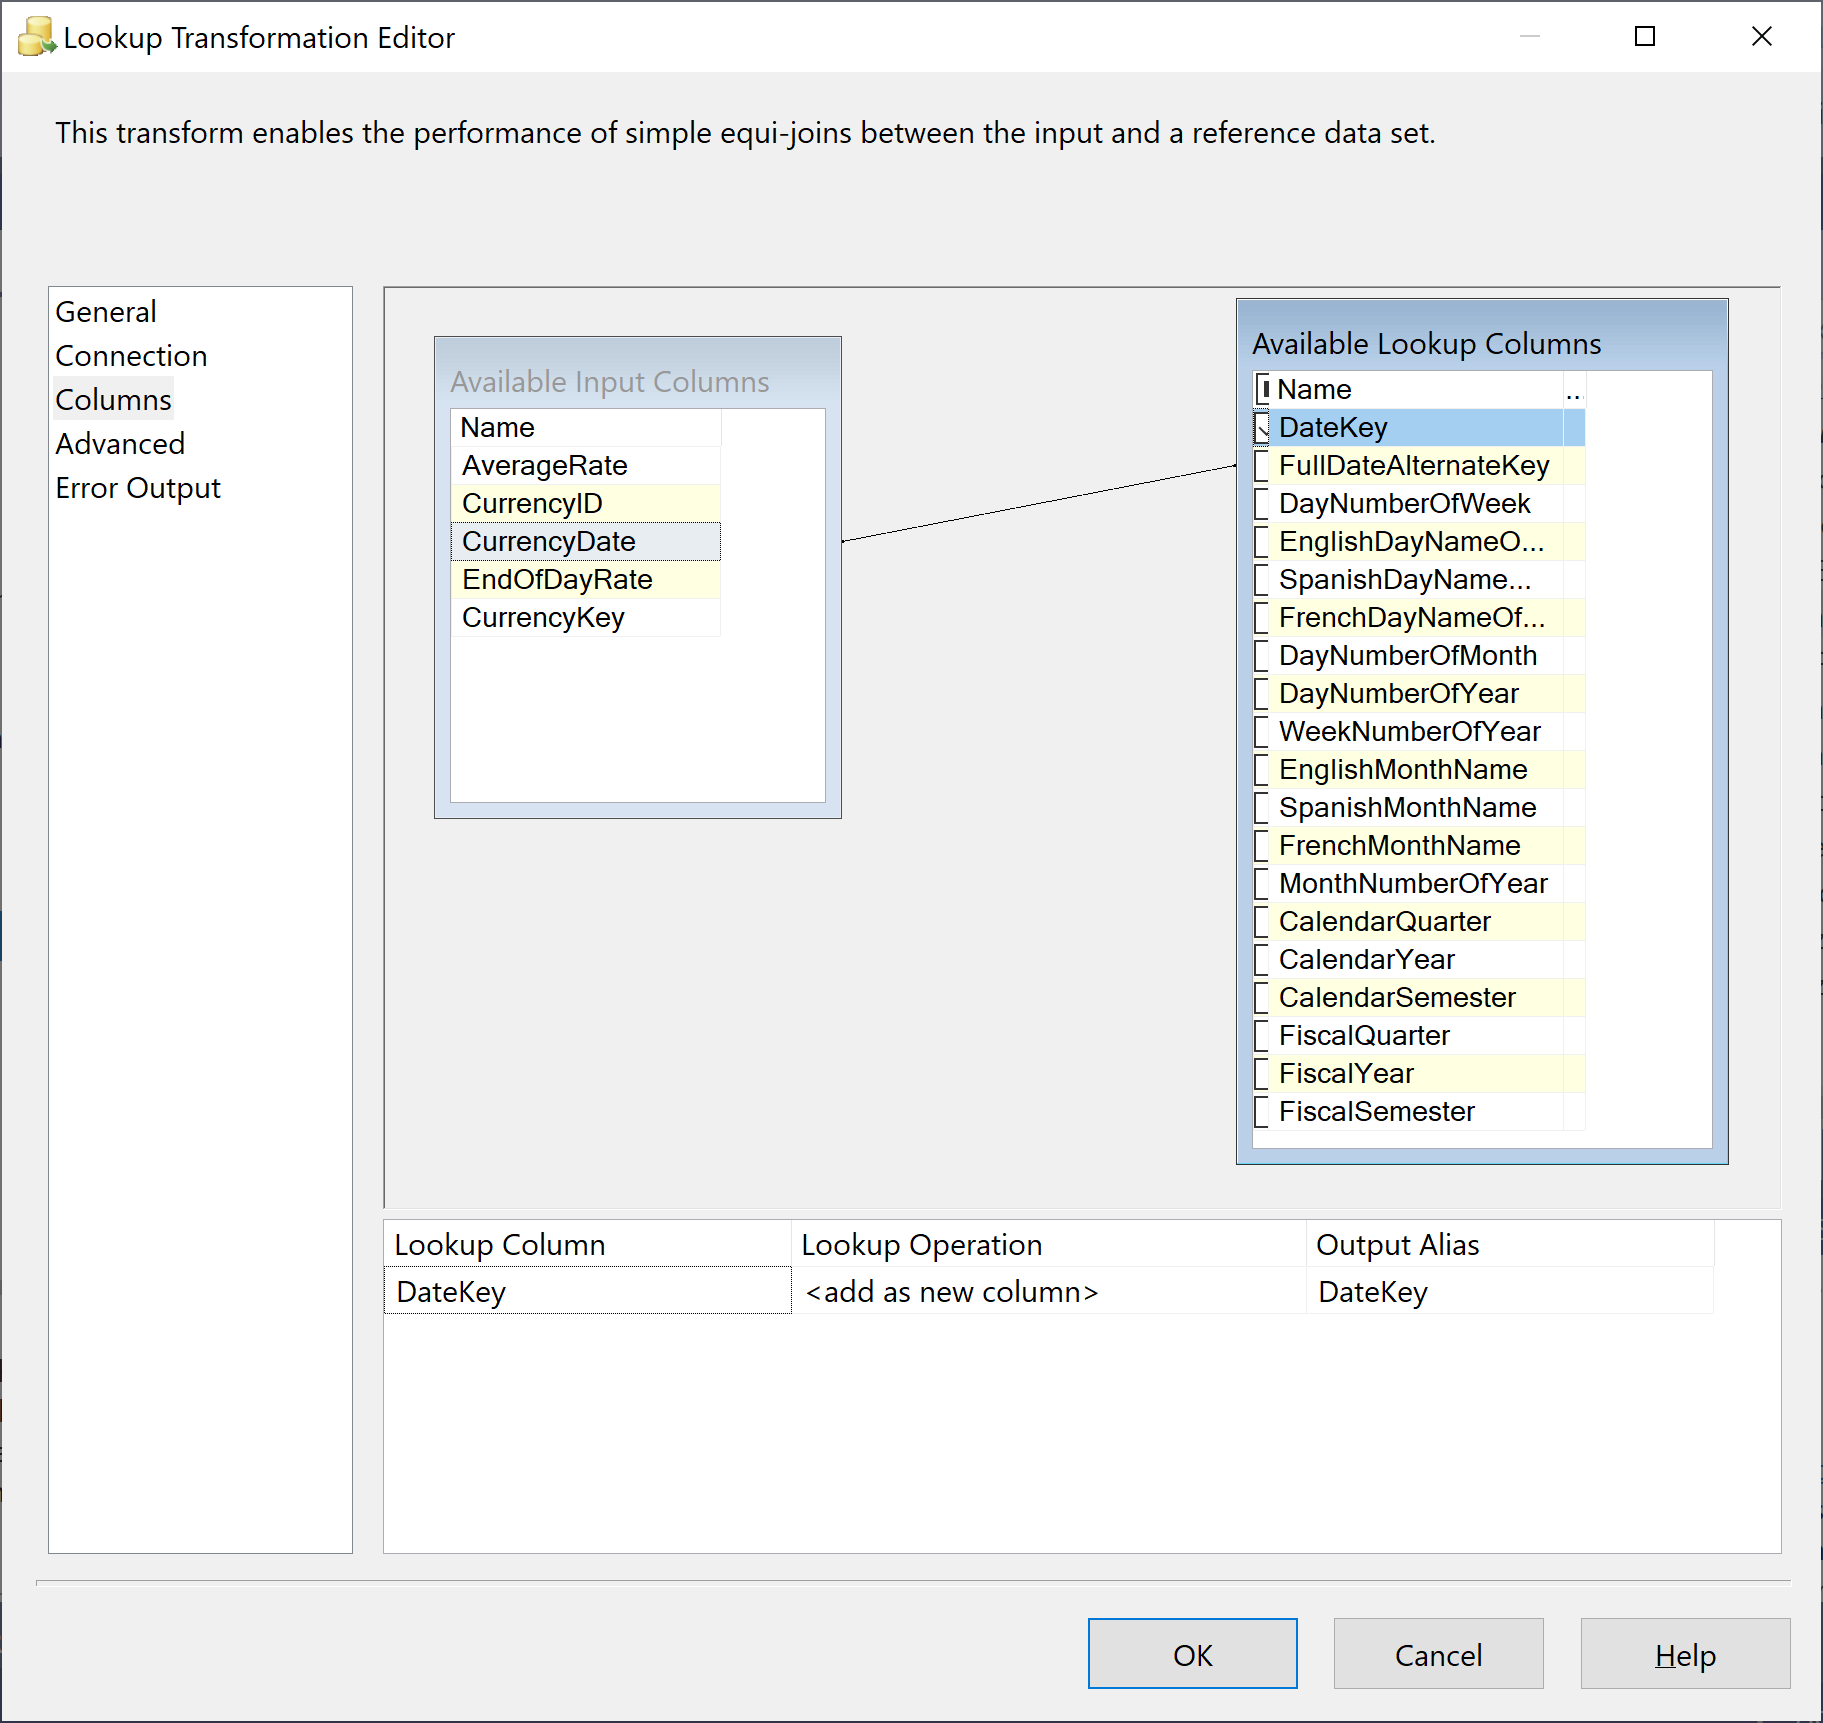 Lookup Transformation Editor
This transform enables the performance of simple equi-joins between the input and a reference data set.
General
Connection
Columns
Advanced
Error Output
Available Input Columns
Name
AverageRate
CurrencyID
CurrencyDate
EndOfDayRate
CurrencyKey
Available Lookup Columns
Name ...
DateKey
FullDateAlternateKey
DayNumberOfWeek
EnglishDayNameO...
SpanishDayName...
FrenchDayNameOf...
DayNumberOfMonth
DayNumberOfYear
WeekNumberOfYear
EnglishMonthName
SpanishMonthName
FrenchMonthName
MonthNumberOfYear
CalendarQuarter
CalendarYear
CalendarSemester
FiscalQuarter
FiscalYear
FiscalSemester
Lookup Column Lookup Operation Output Alias
DateKey <add as new column> DateKey
OK Cancel Help